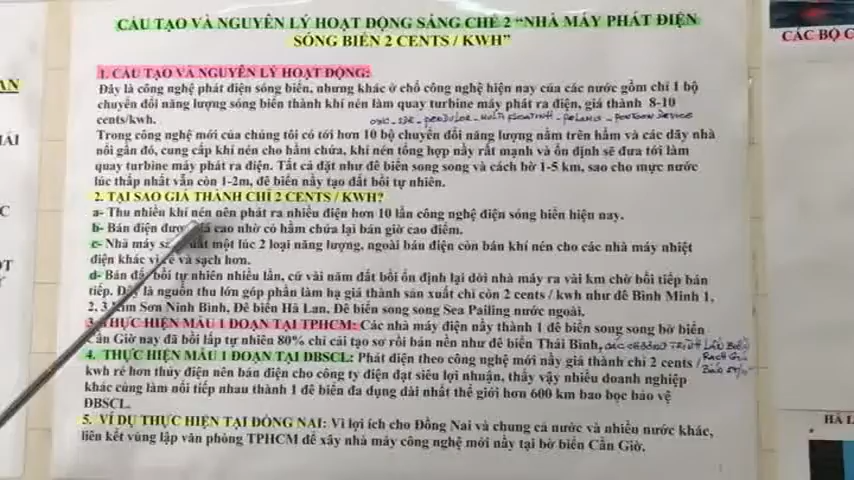 CẤU TẠO VÀ NGUYÊN LÝ HOẠT ĐỘNG SÁNG CHẾ 2 "NHÀ MÁY PHÁT ĐIỆN
SÓNG BIỂN 2 CENTS / KWH"
1. CẤU TẠO VÀ NGUYÊN LÝ HOẠT ĐỘNG:
Đây là công nghệ phát điện sóng biển, nhưng khác ở chỗ công nghệ hiện nay của các nước gồm chỉ 1 bộ
chuyển đổi năng lượng sóng biển thành khí nén làm quay turbine máy phát ra điện, giá thành 8-10
cents/kwh.
Trong công nghệ mới của chúng tôi có tới hơn 10 bộ chuyển đổi năng lượng nằm trên hầm và các dãy nhà
nối gần đó, cung cấp khí nén cho hầm chứa, khí nén tổng hợp nầy rất mạnh và ổn định sẽ đưa tới làm
quay turbine máy phát ra điện. Tất cả đặt như đê biển song song và cách bờ 1-5 km, sao cho mực nước
lúc thấp nhất vẫn còn 1-2m, để biển nầy tạo đất bồi tự nhiên.
2. TẠI SAO GIÁ THÀNH CHỈ 2 CENTS / KWH?
a- Thu nhiều khí nén nên phát ra nhiều điện hơn 10 lần công nghệ điện sóng biển hiện nay.
b- Bán điện được giá cao nhờ có hầm chứa lại bán giờ cao điểm.
c- Nhà máy một lúc 2 loại năng lượng, ngoài bán điện còn bán khí nén cho các nhà máy nhiệt
điện khác vì rẻ và sạch hơn.
d- Bán đất bồi tự nhiên nhiều lần, cứ vài năm đất bồi ổn định lại dời nhà máy ra vài km chờ bồi tiếp bán
tiếp. Đây là nguồn thu lớn góp phần làm hạ giá thành sản xuất chỉ còn 2 cents / kwh như đê Bình Minh 1,
2, 3 Kim Sơn Ninh Bình, Đê biển Hà Lan, Đê biển song song Sea Pailing nước ngoài.
3. THỰC HIỆN MẪU 1 ĐOẠN TẠI TPHCM: Các nhà máy điện nầy thành 1 đê biển song song bờ biển
Cần Giờ nay đã bồi lắp tự nhiên 80% chỉ cải tạo sơ rồi bán nền như đê biển Thái Bình,
4. THỰC HIỆN MẪU 1 ĐOẠN TẠI ĐBSCL: Phát điện theo công nghệ mới nầy giá thành chỉ 2 cents /
kwh rẻ hơn thủy điện nên bán điện cho công ty điện đạt siêu lợi nhuận, thấy vậy nhiều doanh nghiệp
khác cùng làm nối tiếp nhau thành 1 đê biển đa dụng dài nhất thế giới hơn 600 km bao bọc bảo vệ
ĐBSCL.
5. VÍ DỤ THỰC HIỆN TẠI ĐỒNG NAI: Vì lợi ích cho Đồng Nai và chung cả nước và nhiều nước khác,
liên kết vùng lập văn phòng TPHCM để xây nhà máy công nghệ mới nầy tại bờ biển Cần Giờ.
CÁC BỘ C
HÀ L